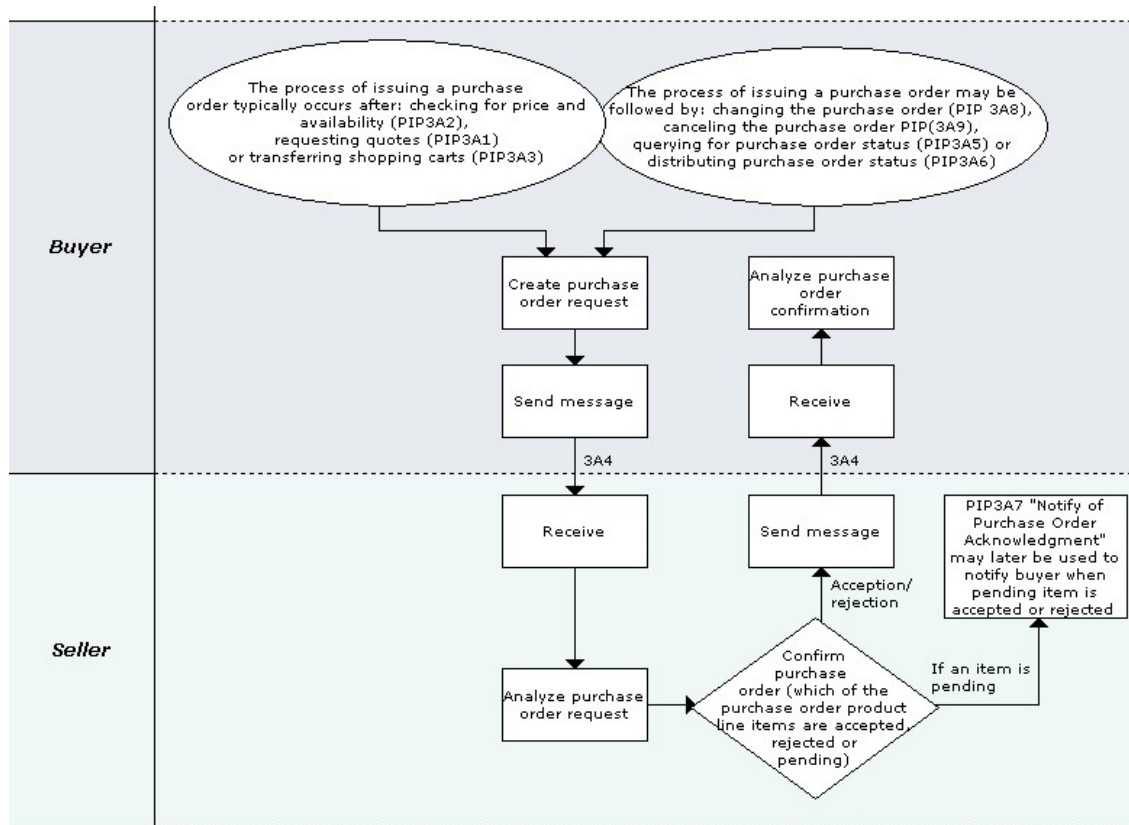 The process of issuing a purchase
order typically occurs after: checking for price and
availability (PIP3A2),
requesting quotes (PIP3A1)
or transferring shopping carts (PIP3A3)
The process of issuing a purchase order may be
followed by: changing the purchase order (PIP 3A8),
canceling the purchase order PIP(3A9),
querying for purchase order status (PIP3A5) or
distributing purchase order status (PIP3A6)
Buyer
Create purchase
order request
Analyze purchase
order
confirmation
Send message
Receive
3A4
3A4
Receive
Send message
PIP3A7 "Notify of
Purchase Order
Acknowledgment"
may later be used to
notify buyer when
pending item is
accepted or rejected
Acception/
rejection
Seller
Analyze purchase
order request
Confirm
purchase
order (which of the
purchase order product
line items are accepted,
rejected or
pending)
If an item is
pending